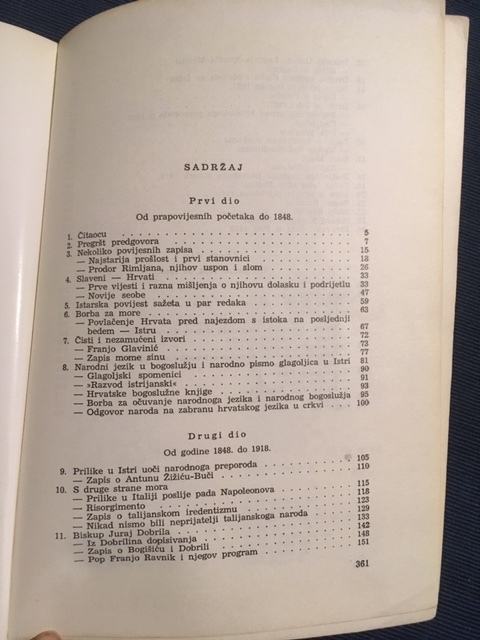 SADRŽAJ
Prvi dio
Od prapovijesnih početaka do 1848.
1. Čitaocu . . . . . . . . . . 5
2. Pregršt predgovora . . . . . . . . . . 7
3. Nekoliko povijesnih zapisa . . . . . . . . . . 15
— Najstarija prošlost i prvi stanovnici . . . . . . . . . . 18
— Prodor Rimljana, njihov uspon i slom . . . . . . . . . . 26
4. Slaveni — Hrvati . . . . . . . . . . 33
— Prve vijesti i razna mišljenja o njihovu dolasku i podrijetlu 33
— Novije seobe . . . . . . . . . . 47
5. Istarska povijest sažeta u par redaka . . . . . . . . . . 59
6. Borba za more . . . . . . . . . . 63
— Povlačenje Hrvata pred najezdom s istoka na posljednji
bedem — Istru . . . . . . . . . . 67
7. Čisti i nezamućeni izvori . . . . . . . . . . 72
— Franjo Glavinić . . . . . . . . . . 73
— Zapis mome sinu . . . . . . . . . . 77
8. Narodni jezik u bogoslužju i narodno pismo glagoljica u Istri 81
— Glagoljski spomenici . . . . . . . . . . 90
— »Razvod istrijanski« . . . . . . . . . . 91
— Hrvatske bogoslužne knjige . . . . . . . . . . 93
— Borba za očuvanje narodnoga jezika i narodnog bogoslužja 95
— Odgovor naroda na zabranu hrvatskog jezika u crkvi . . . 100
Drugi dio
Od godine 1848. do 1918.
9. Prilike u Istri uoči narodnoga preporoda . . . . . . . . . . 105
— Zapis o Antunu Žižiću-Buči . . . . . . . . . . 110
10. S druge strane mora . . . . . . . . . . 115
— Prilike u Italiji poslije pada Napoleonova . . . . . . . . . . 118
— Risorgimento . . . . . . . . . . 123
— Zapis o talijanskom iredentizmu . . . . . . . . . . 129
— Nikad nismo bili neprijatelji talijanskoga naroda . . . . . 133
11. Biskup Juraj Dobrila . . . . . . . . . . 142
— Iz Dobrilina dopisivanja . . . . . . . . . . 148
— Zapis o Bogišiću i Dobrili . . . . . . . . . . 151
— Pop Franjo Ravnik i njegov program . . . . . . . . . .
361